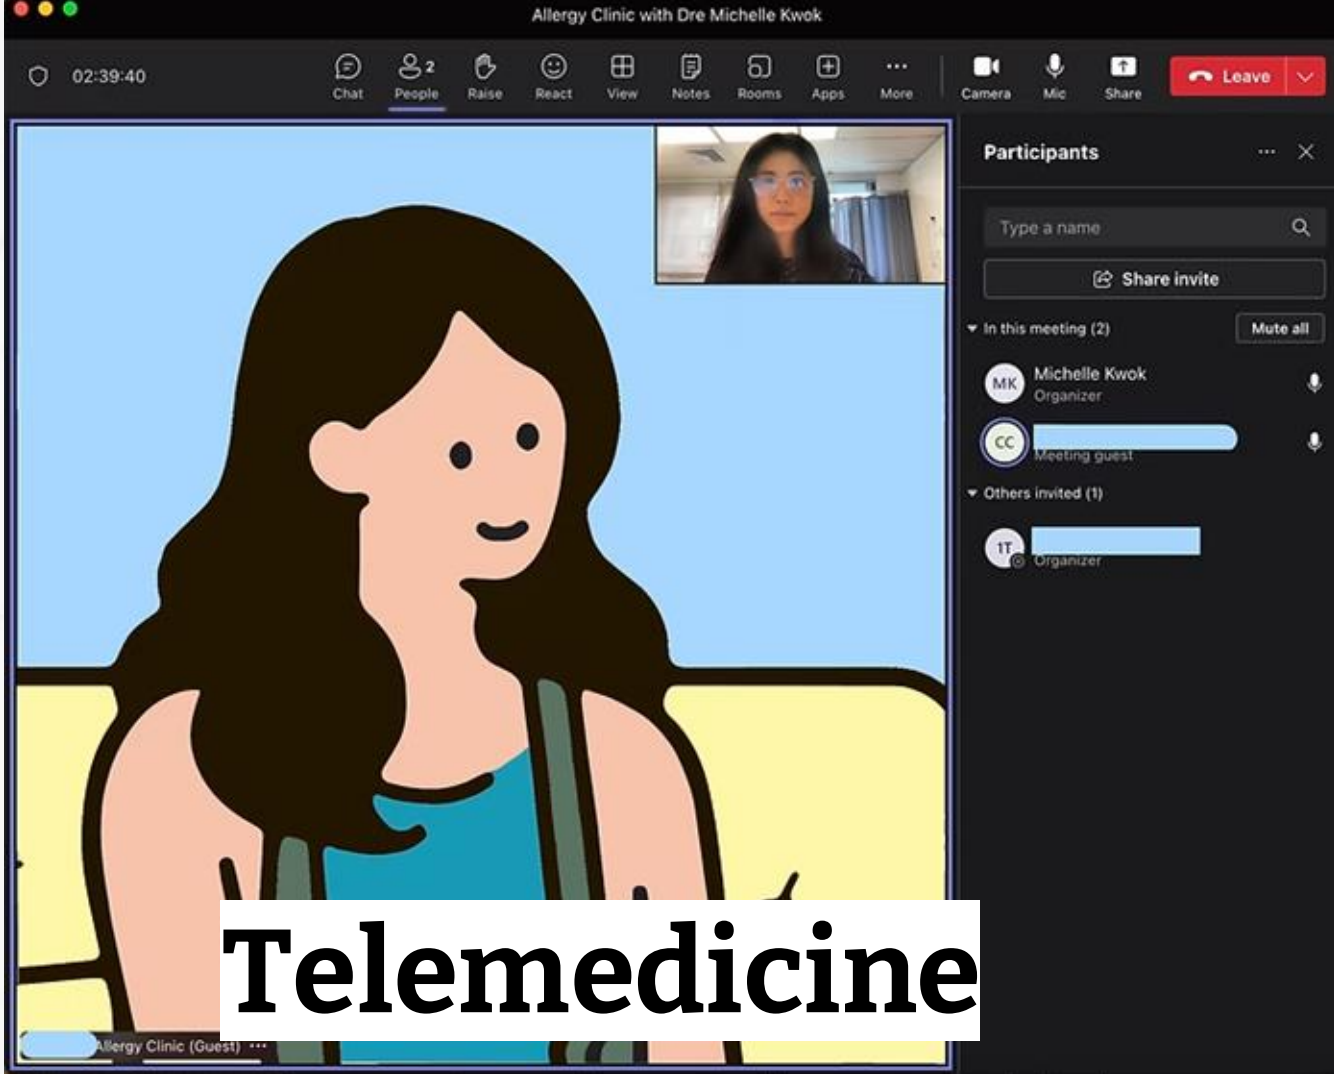 Allergy Clinic with Dre Michelle Kwok
02:39:40
2
Chat People Raise React View Notes Rooms Apps More Camera Mic Share Leave
Participants
Type a name
Share invite
In this meeting (2) Mute all
MK Michelle Kwok
Organizer
CC
Meeting guest
Others invited (1)
1T
Organizer
Telemedicine
Allergy Clinic (Guest) ...